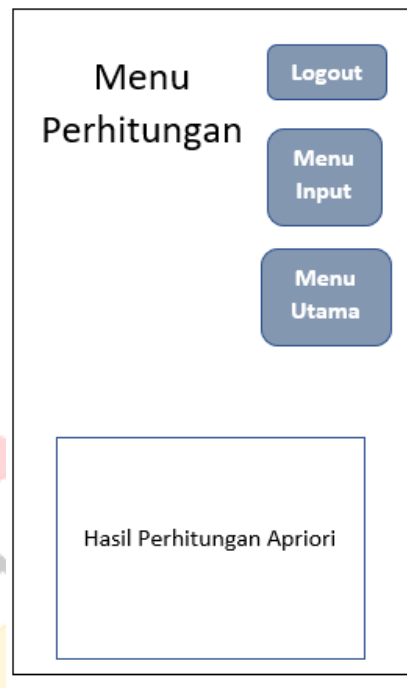 Menu
Perhitungan
Logout
Menu
Input
Menu
Utama
Hasil Perhitungan Apriori